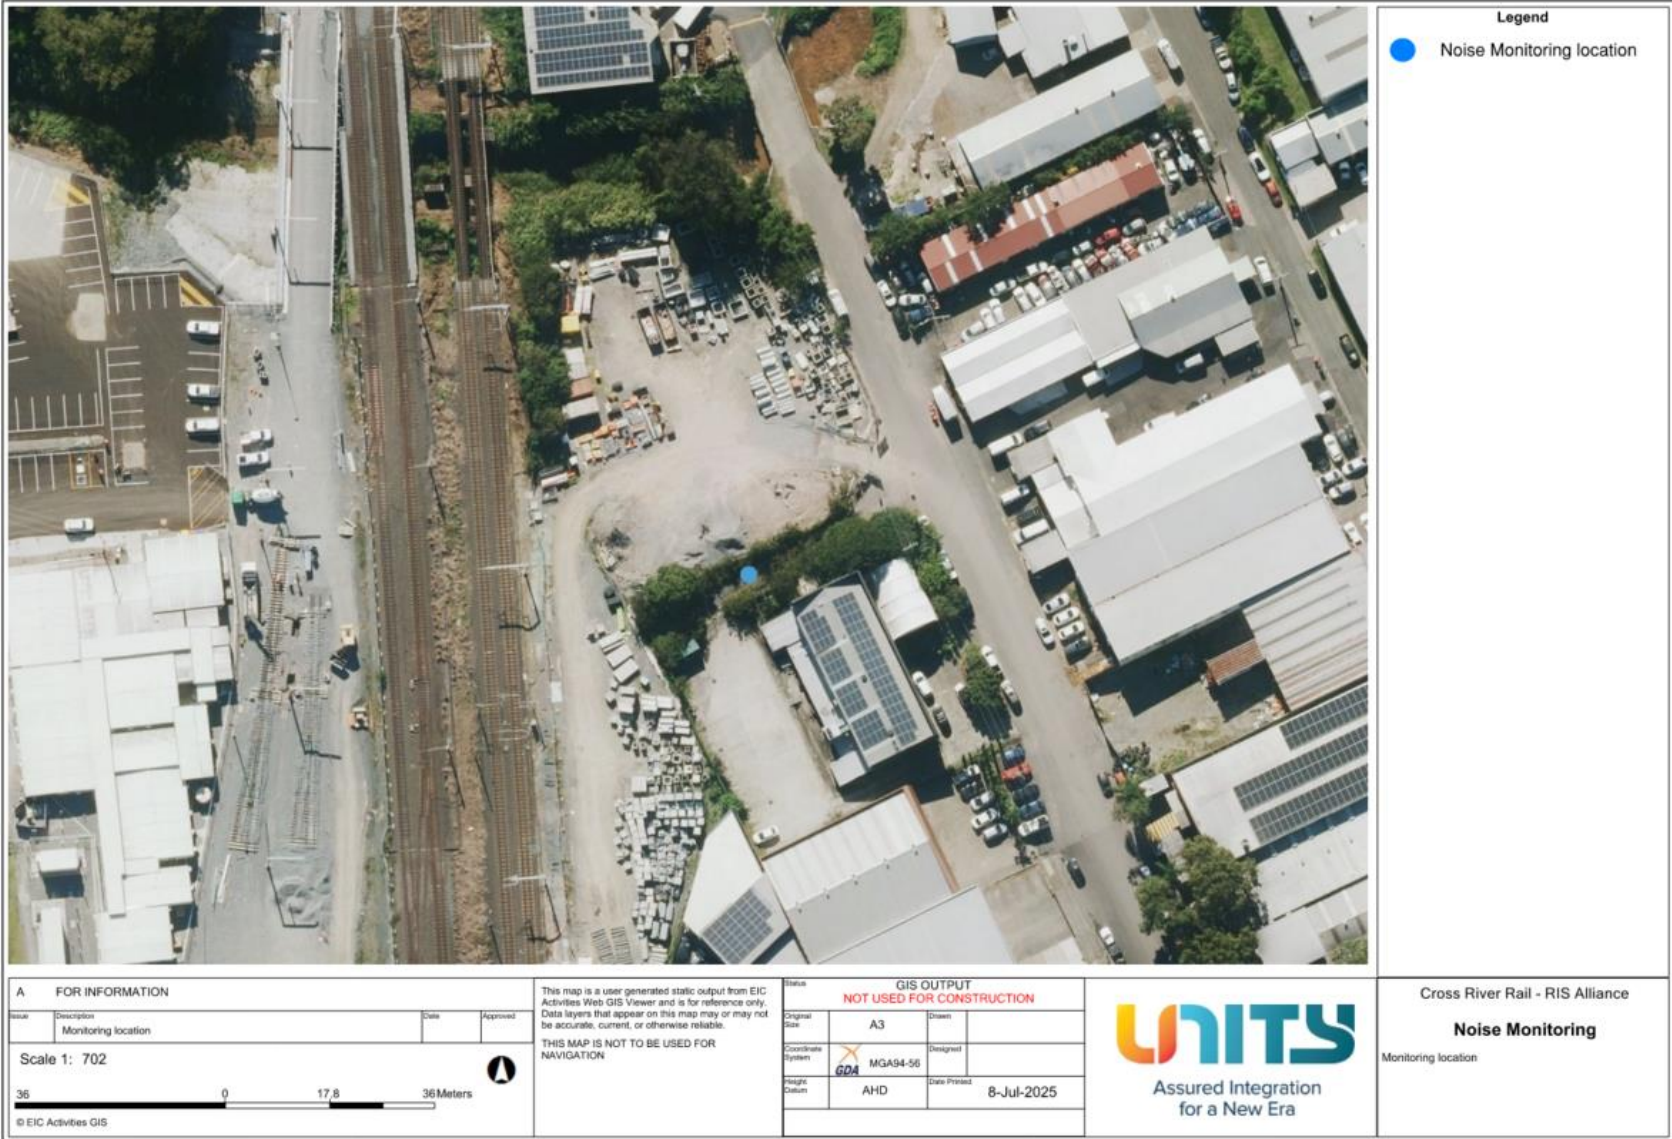 Legend
Noise Monitoring location
A FOR INFORMATION
Issue Description Date Approved
Monitoring location
Scale 1: 702
36 0 17.8 36 Meters
© EIC Activities GIS
This map is a user generated static output from EIC
Activities Web GIS Viewer and is for reference only.
Data layers that appear on this map may or may not
be accurate, current, or otherwise reliable.
THIS MAP IS NOT TO BE USED FOR
NAVIGATION
Status GIS OUTPUT
NOT USED FOR CONSTRUCTION
Original
Size A3 Drawn
Coordinate
System GDA MGA94-56 Designed
Height
Datum AHD Date Printed 8-Jul-2025
UNITY
Assured Integration
for a New Era
Cross River Rail - RIS Alliance
Noise Monitoring
Monitoring location